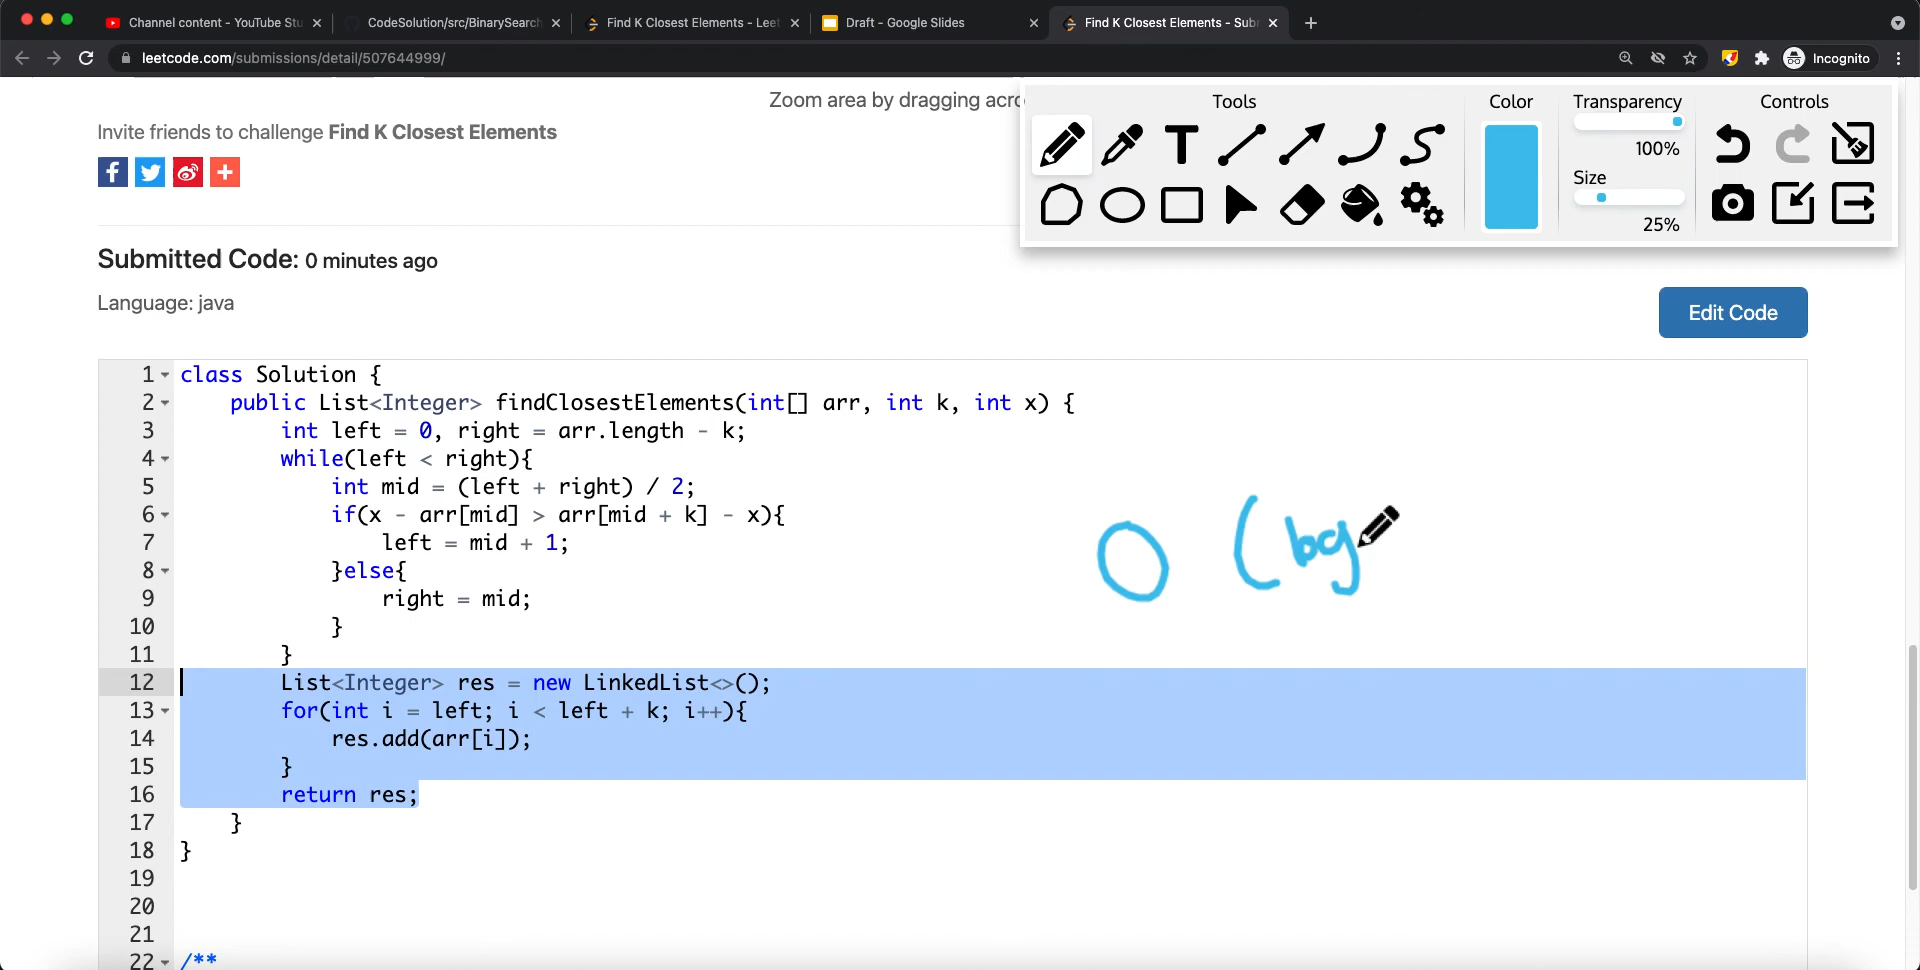 Channel content - YouTube Stu
CodeSolution/src/BinarySearch
Find K Closest Elements - Leet
Draft - Google Slides
Find K Closest Elements - Sub
leetcode.com/submissions/detail/507644999/
Incognito
Zoom area by dragging acro
Invite friends to challenge Find K Closest Elements
Tools
Color
Transparency
100%
Size
25%
Controls
Submitted Code: 0 minutes ago
Language: java
Edit Code
1 class Solution {
2 public List<Integer> findClosestElements(int[] arr, int k, int x) {
3 int left = 0, right = arr.length - k;
4 while(left < right){
5 int mid = (left + right) / 2;
6 if(x - arr[mid] > arr[mid + k] - x){
7 left = mid + 1;
8 }else{
9 right = mid;
10 }
11 }
12 List<Integer> res = new LinkedList<>();
13 for(int i = left; i < left + k; i++){
14 res.add(arr[i]);
15 }
16 return res;
17 }
18 }
19
20
21
22 /**
O (log